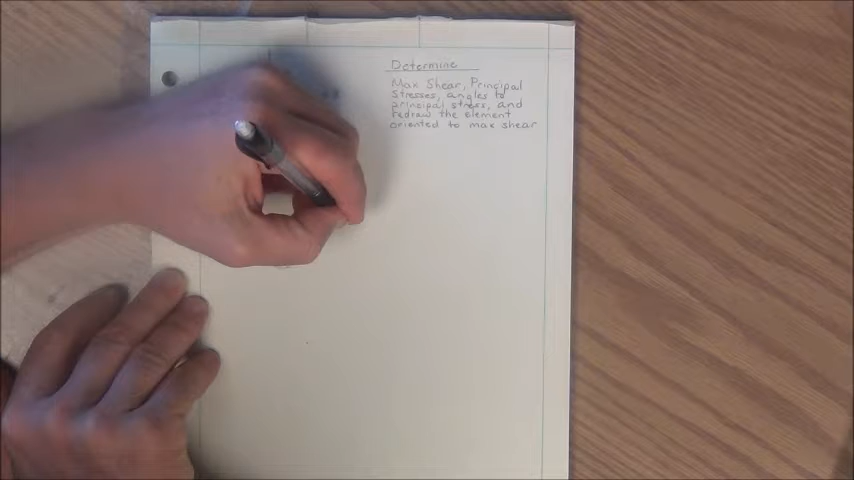 Determine
Max Shear, Principal
Stresses, angles to
principal stress, and
redraw the element
oriented to max shear